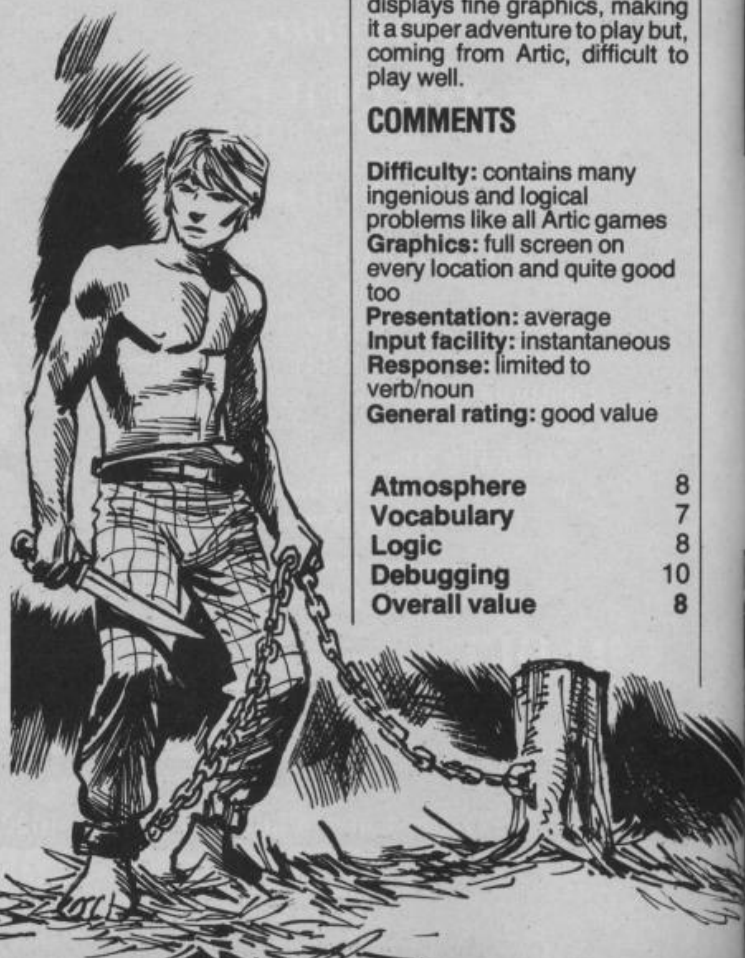 displays fine graphics, making
it a super adventure to play but,
coming from Artic, difficult to
play well.
COMMENTS
Difficulty: contains many
ingenious and logical
problems like all Artic games
Graphics: full screen on
every location and quite good
too
Presentation: average
Input facility: instantaneous
Response: limited to
verb/noun
General rating: good value
Atmosphere 8
Vocabulary 7
Logic 8
Debugging 10
Overall value 8